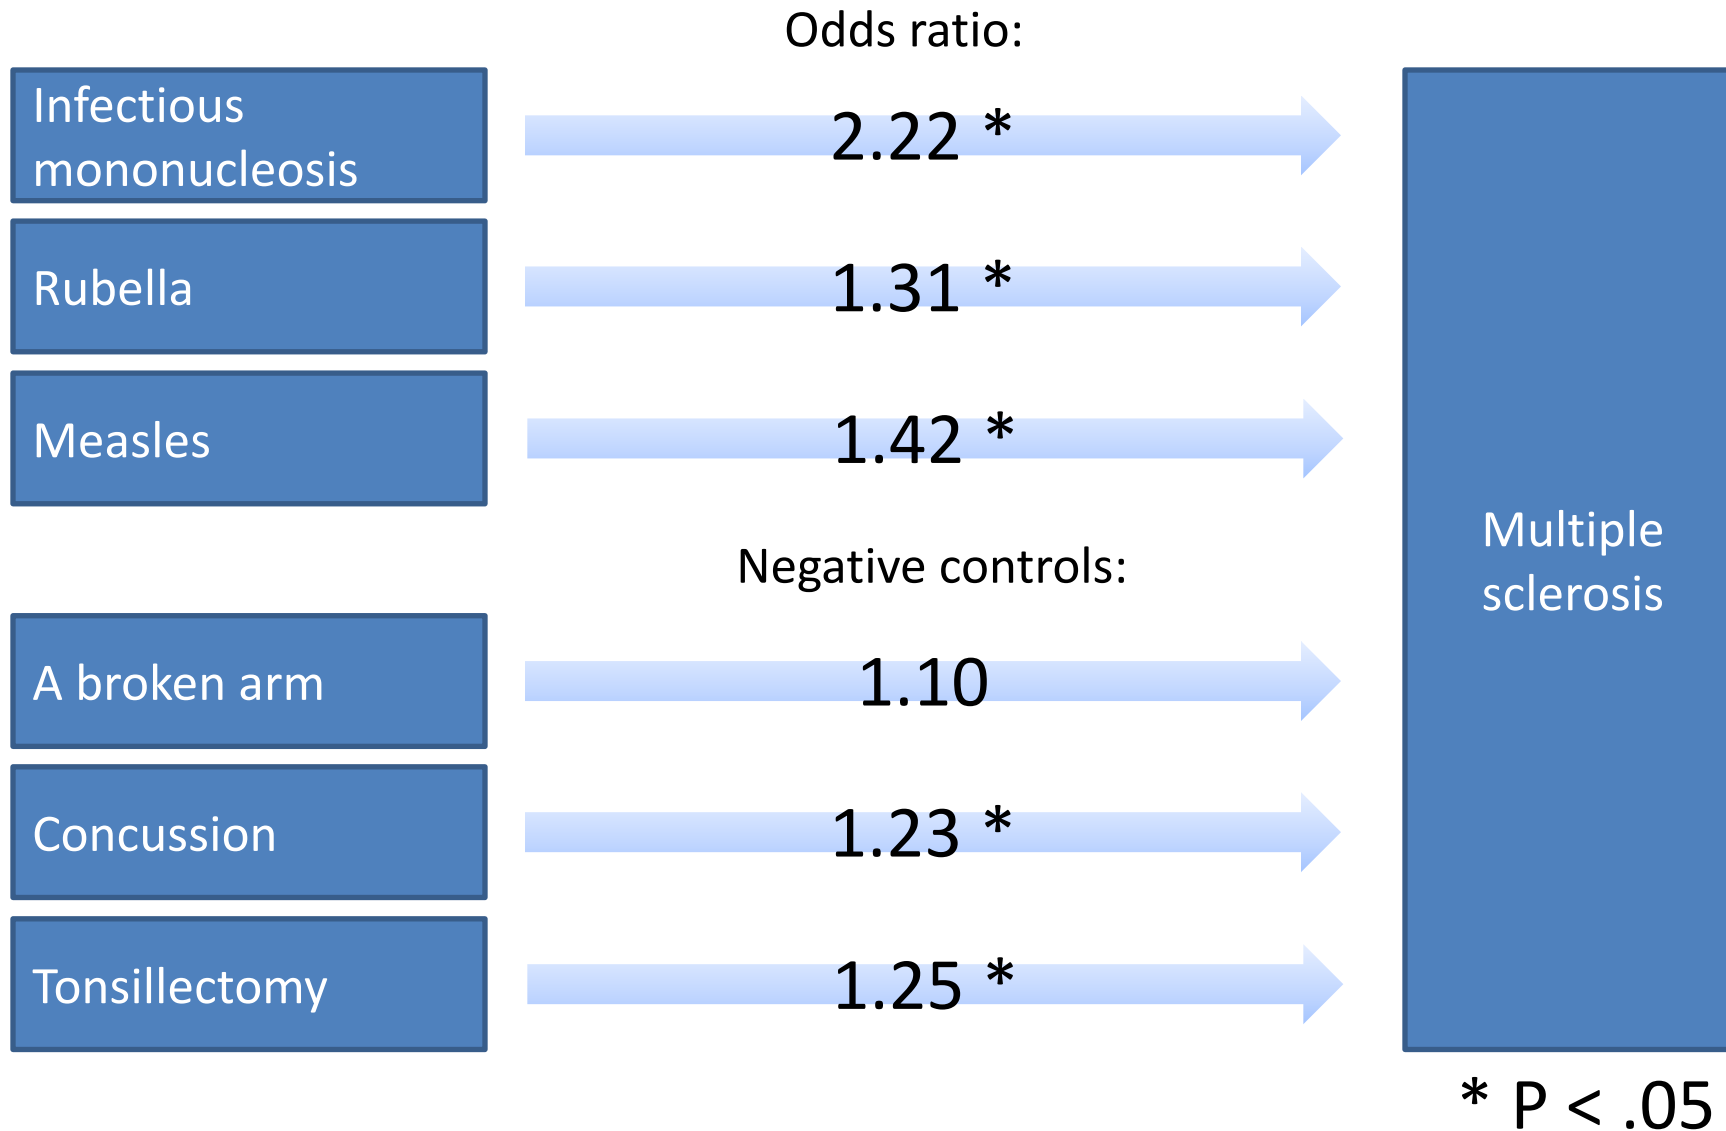 Odds ratio:
Infectious
mononucleosis
2.22 *
Rubella
1.31 *
Measles
1.42 *
Negative controls:
A broken arm
1.10
Concussion
1.23 *
Tonsillectomy
1.25 *
Multiple
sclerosis
* P < .05